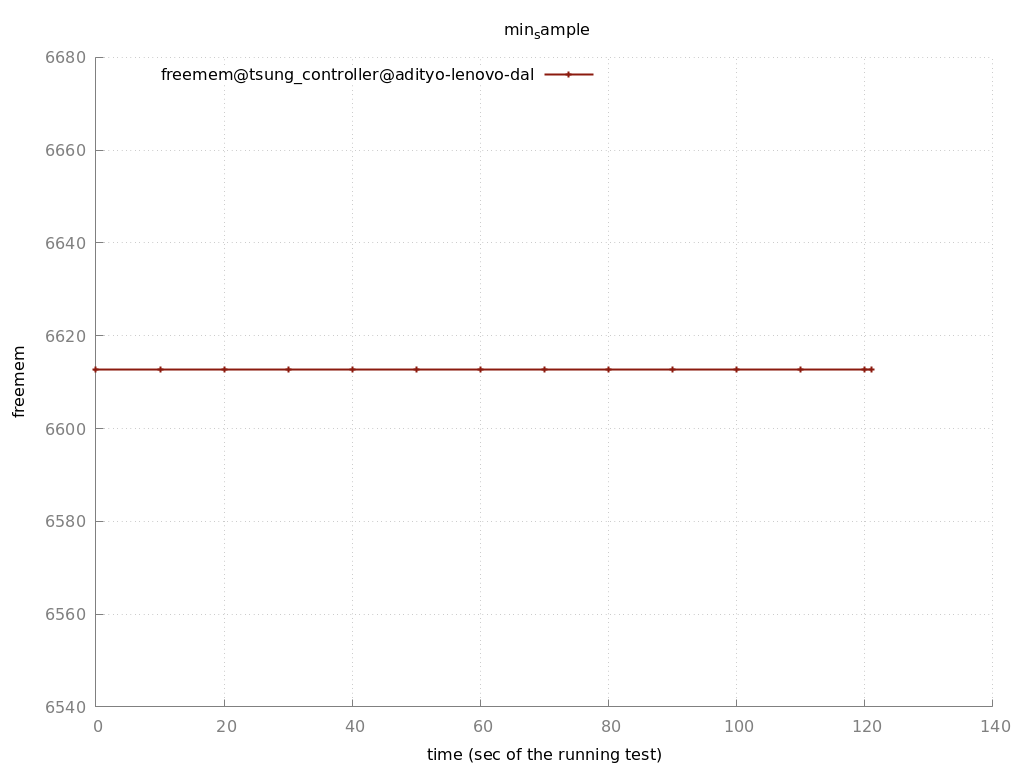 minsample
6680
freemem@tsung_controller@adityo-lenovo-dal
6660
6640
6620
6600
6580
6560
6540
freemem
0 20 40 60 80 100 120 140
time (sec of the running test)